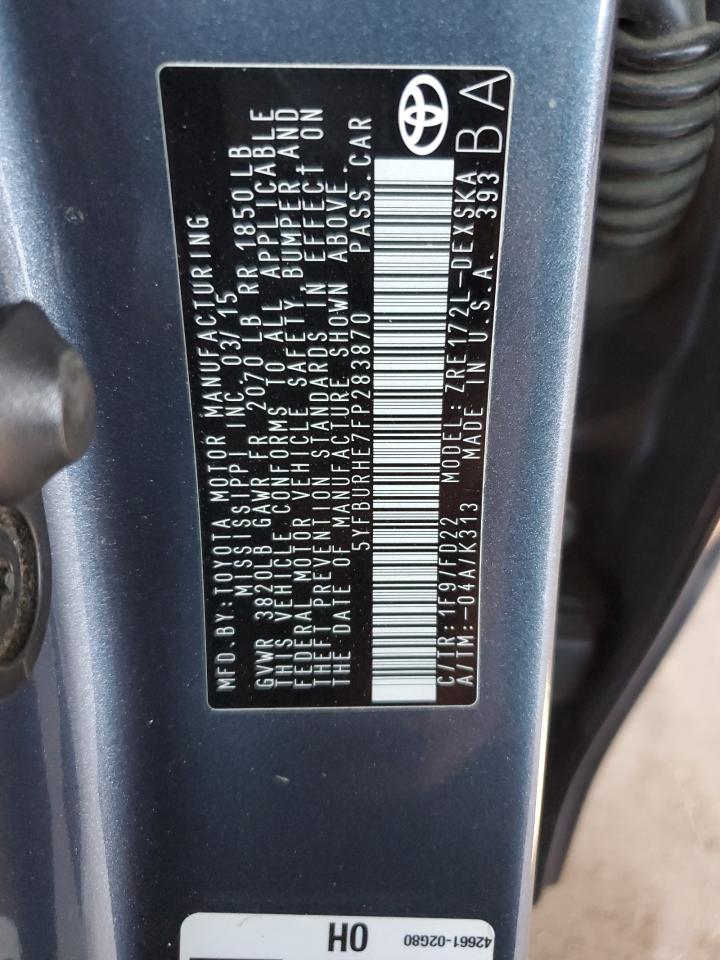 MFD.BY:TOYOTA MOTOR MANUFACTURING
MISSISSIPPI INC. 03/15
GVWR 3820LB GAWR FR 2070 LB RR 1850LB
THIS VEHICLE CONFORMS TO ALL APPLICABLE
FEDERAL MOTOR VEHICLE SAFETY, BUMPER, AND
THEFT PREVENTION STANDARDS IN EFFECT ON
THE DATE OF MANUFACTURE SHOWN ABOVE.
5YFBURHE7FP283870 PASS.CAR
C/TR:1F9/FD22 MODEL:ZRE172L-DEXSKA
A/TM:-04A/K313 MADE IN U.S.A. 393
BA
0H
42661-02G80